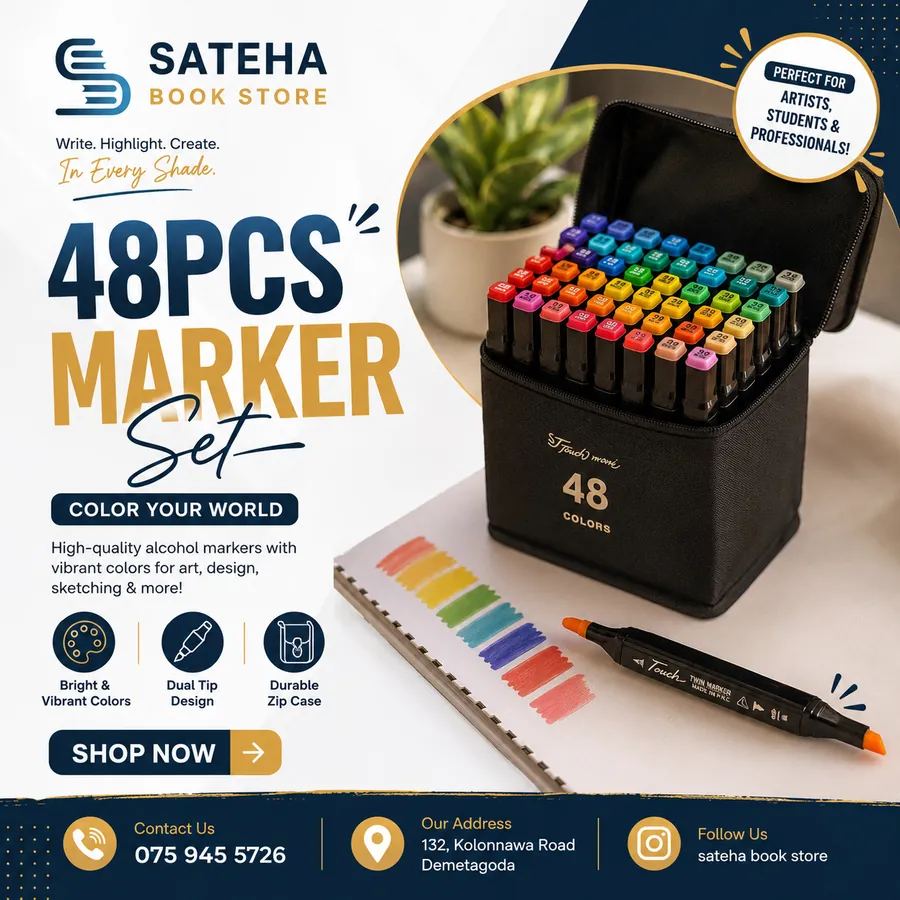 SATEHA
BOOK STORE
Write. Highlight. Create.
In Every Shade.
48PCS
MARKER
Set
COLOR YOUR WORLD
High-quality alcohol markers with
vibrant colors for art, design,
sketching & more!
Bright &
Vibrant Colors
Dual Tip
Design
Durable
Zip Case
SHOP NOW
PERFECT FOR
ARTISTS,
STUDENTS &
PROFESSIONALS!
48
COLORS
Touch
TWIN MARKER
MADE IN P.R.C
Contact Us
075 945 5726
Our Address
132, Kolonnawa Road
Demetagoda
Follow Us
sateha book store